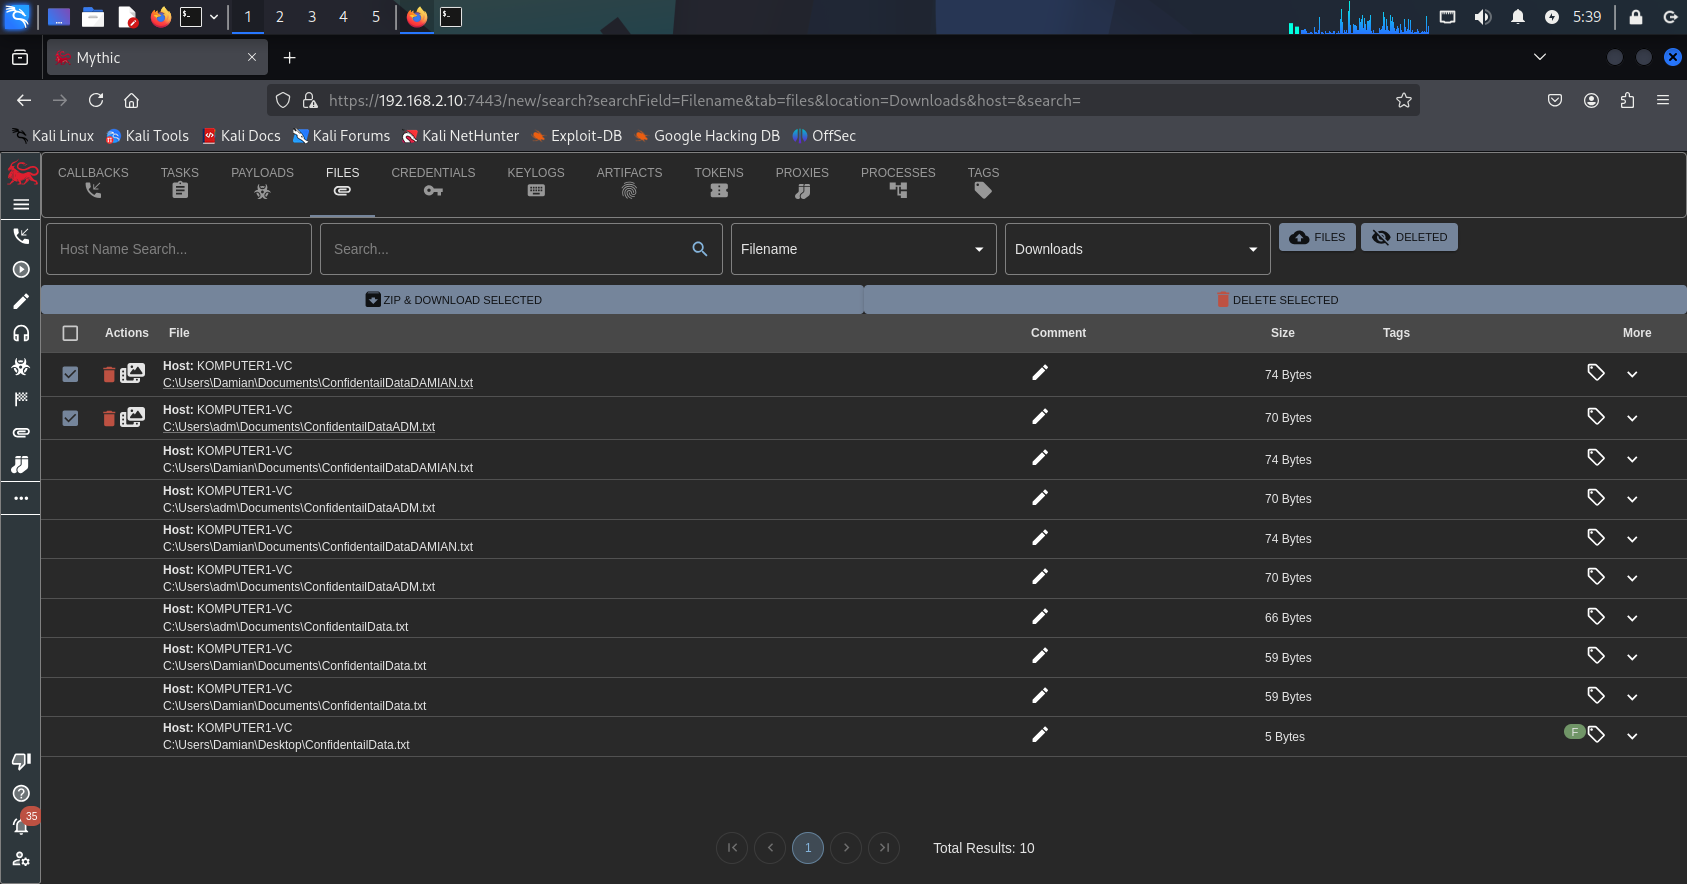 1 2 3 4 5 5:39
Mythic
https://192.168.2.10:7443/new/search?searchField=Filename&tab=files&location=Downloads&host=&search=
Kali Linux Kali Tools Kali Docs Kali Forums Kali NetHunter Exploit-DB Google Hacking DB OffSec
CALLBACKS TASKS PAYLOADS FILES CREDENTIALS KEYLOGS ARTIFACTS TOKENS PROXIES PROCESSES TAGS
Host Name Search... Search... Filename Downloads FILES DELETED
ZIP & DOWNLOAD SELECTED DELETE SELECTED
Actions File Comment Size Tags More
Host: KOMPUTER1-VC
C:\Users\Damian\Documents\ConfidentailDataDAMIAN.txt 74 Bytes
Host: KOMPUTER1-VC
C:\Users\adm\Documents\ConfidentailDataADM.txt 70 Bytes
Host: KOMPUTER1-VC
C:\Users\Damian\Documents\ConfidentailDataDAMIAN.txt 74 Bytes
Host: KOMPUTER1-VC
C:\Users\adm\Documents\ConfidentailDataADM.txt 70 Bytes
Host: KOMPUTER1-VC
C:\Users\Damian\Documents\ConfidentailDataDAMIAN.txt 74 Bytes
Host: KOMPUTER1-VC
C:\Users\adm\Documents\ConfidentailDataADM.txt 70 Bytes
Host: KOMPUTER1-VC
C:\Users\adm\Documents\ConfidentailData.txt 66 Bytes
Host: KOMPUTER1-VC
C:\Users\Damian\Documents\ConfidentailData.txt 59 Bytes
Host: KOMPUTER1-VC
C:\Users\Damian\Documents\ConfidentailData.txt 59 Bytes
Host: KOMPUTER1-VC
C:\Users\Damian\Desktop\ConfidentailData.txt 5 Bytes F
35
1 Total Results: 10